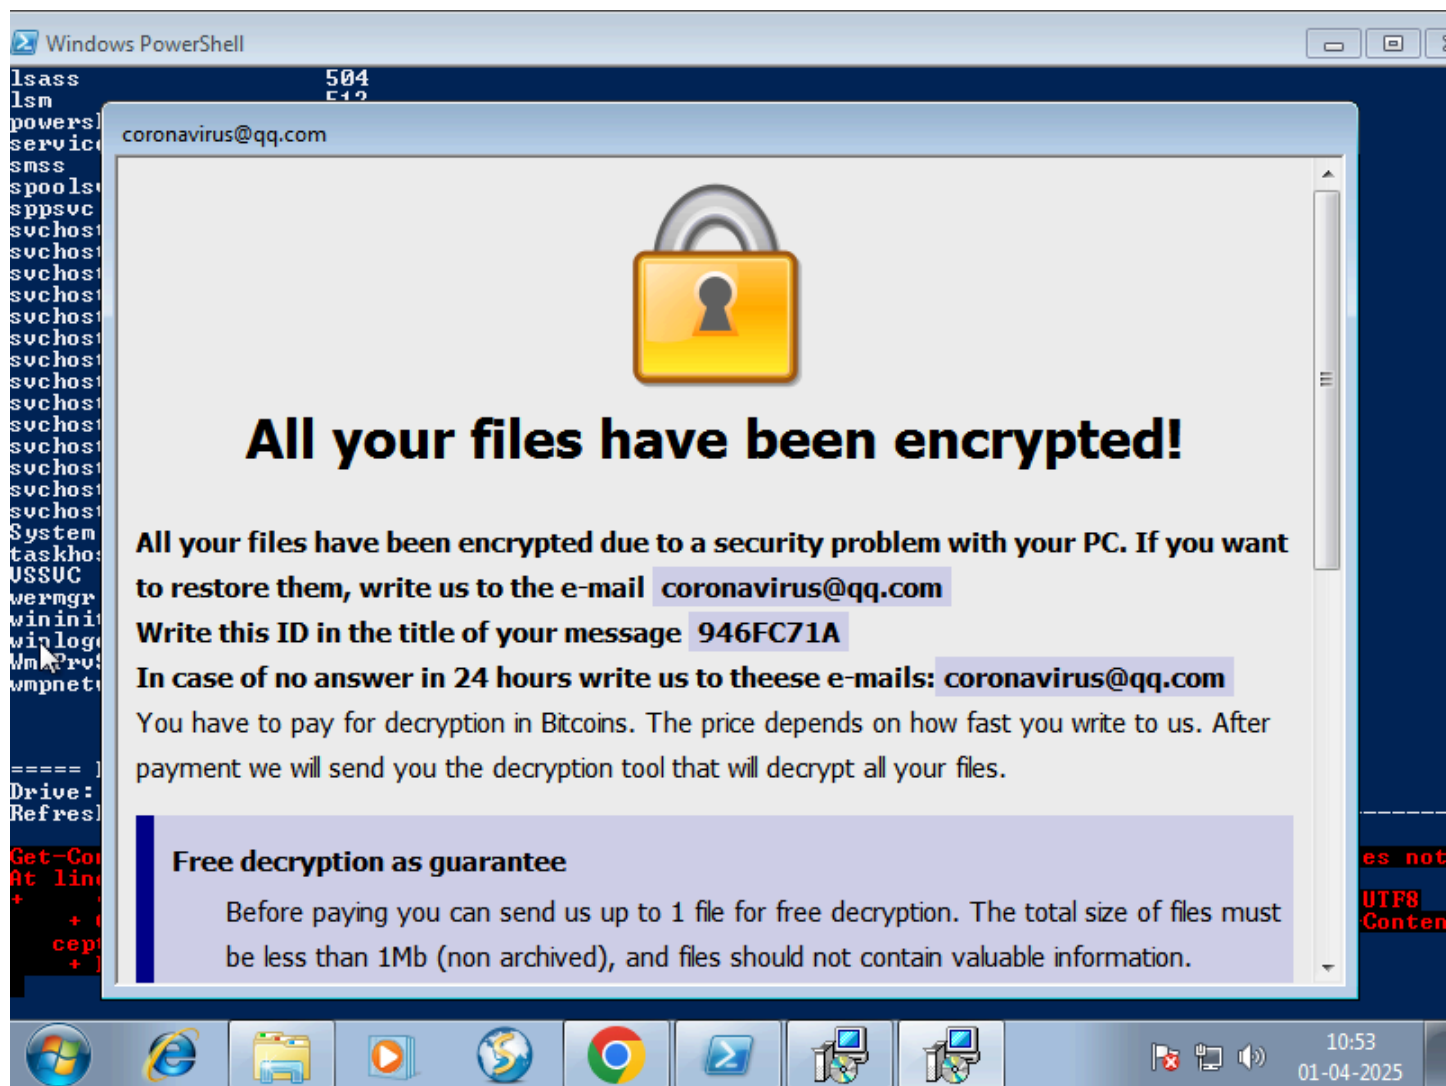 Windows PowerShell
lsass 504
lsm 512
coronavirus@qq.com
smss
sppsvc
System
VSSVC
wermgr
=====
Drive:
All your files have been encrypted!
All your files have been encrypted due to a security problem with your PC. If you want
to restore them, write us to the e-mail coronavirus@qq.com
Write this ID in the title of your message 946FC71A
In case of no answer in 24 hours write us to theese e-mails: coronavirus@qq.com
You have to pay for decryption in Bitcoins. The price depends on how fast you write to us. After
payment we will send you the decryption tool that will decrypt all your files.
Free decryption as guarantee
Before paying you can send us up to 1 file for free decryption. The total size of files must
be less than 1Mb (non archived), and files should not contain valuable information.
es not
At line
UTF8
10:53
01-04-2025